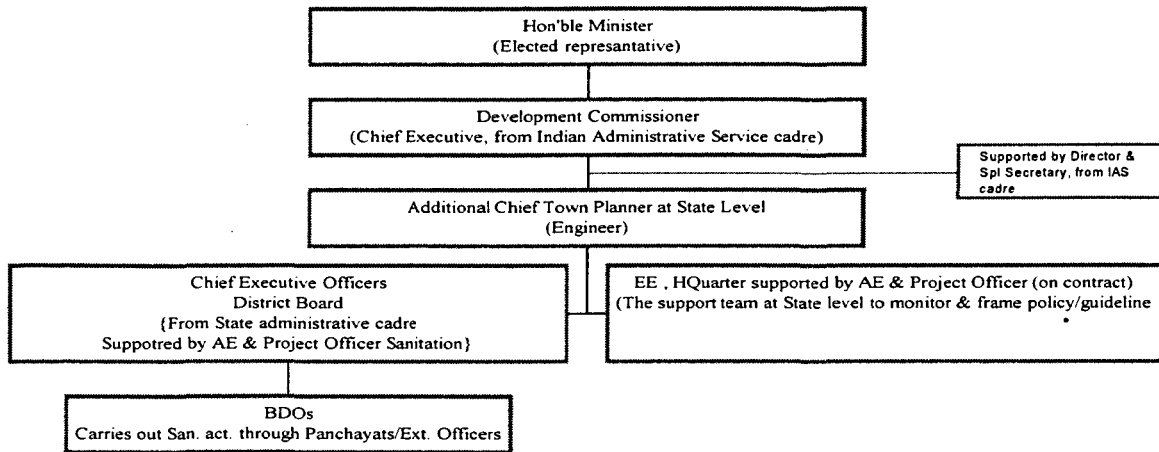 Hon'ble Minister
(Elected represantative)
Development Commissioner
(Chief Executive, from Indian Administrative Service cadre)
Supported by Director &
Spl Secretary, from IAS
cadre
Additional Chief Town Planner at State Level
(Engineer)
Chief Executive Officers
District Board
{From State administrative cadre
Suppotred by AE & Project Officer Sanitation}
EE , HQuarter supported by AE & Project Officer (on contract)
(The support team at State level to monitor & frame policy/guideline
BDOs
Carries out San. act. through Panchayats/Ext. Officers